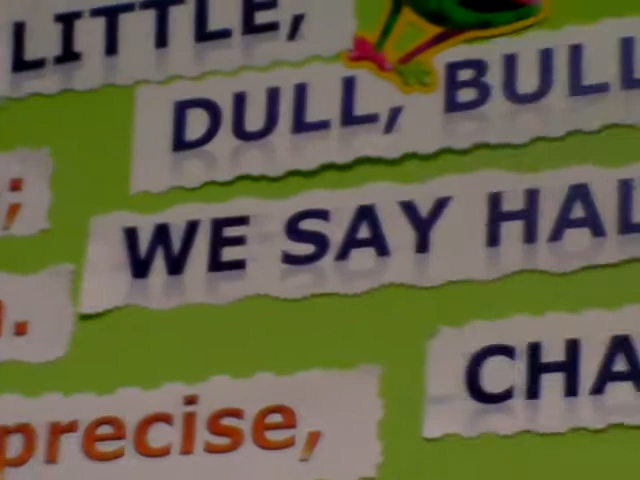 LITTLE,
DULL, BULL
;
WE SAY HAL
.
CHA
precise,